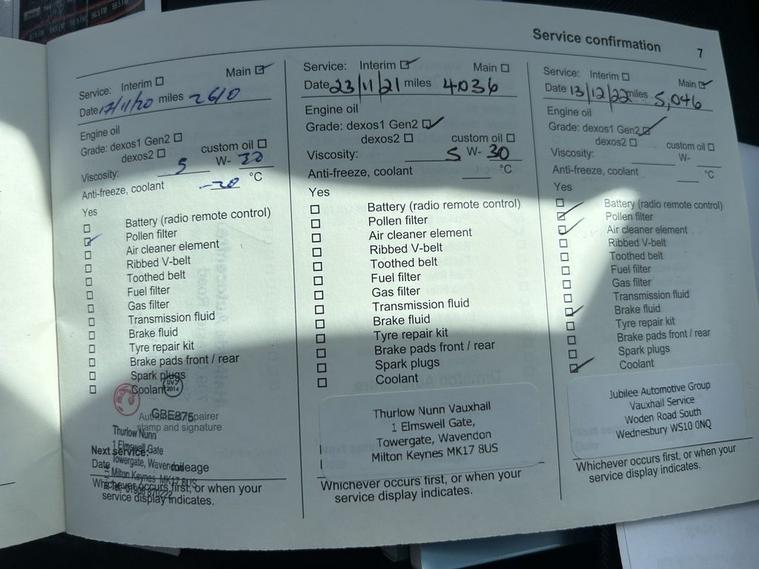 Service confirmation 7
Service: Interim ☐ Main ☑
Date 17/11/20 miles 2610
Engine oil
Grade: dexos1 Gen2 ☐
dexos2 ☐ custom oil ☐
Viscosity: 5 W- 30
Anti-freeze, coolant -30 °C
Yes
☐ Battery (radio remote control)
☑ Pollen filter
☐ Air cleaner element
☐ Ribbed V-belt
☐ Toothed belt
☐ Fuel filter
☐ Gas filter
☐ Transmission fluid
☐ Brake fluid
☐ Tyre repair kit
☐ Brake pads front / rear
☐ Spark plugs
☐ Coolant
GBE875
Authorised repairer
stamp and signature
Thurlow Nunn
1 Elmswell Gate
Towergate, Wavendon
Milton Keynes MK17 8US
Next service:
Date mileage
Whichever occurs first, or when your
service display indicates.
Service: Interim ☑ Main ☐
Date 23/11/21 miles 4036
Engine oil
Grade: dexos1 Gen2 ☑
dexos2 ☐ custom oil ☐
Viscosity: 5 W- 30
Anti-freeze, coolant °C
Yes
☐ Battery (radio remote control)
☐ Pollen filter
☐ Air cleaner element
☐ Ribbed V-belt
☐ Toothed belt
☐ Fuel filter
☐ Gas filter
☐ Transmission fluid
☐ Brake fluid
☐ Tyre repair kit
☐ Brake pads front / rear
☐ Spark plugs
☐ Coolant
Thurlow Nunn Vauxhall
1 Elmswell Gate,
Towergate, Wavendon
Milton Keynes MK17 8US
Whichever occurs first, or when your
service display indicates.
Service: Interim ☐ Main ☑
Date 13/12/22 miles 5,046
Engine oil
Grade: dexos1 Gen2 ☑
dexos2 ☐ custom oil ☐
Viscosity: W-
Anti-freeze, coolant °C
Yes
☐ Battery (radio remote control)
☑ Pollen filter
☑ Air cleaner element
☐ Ribbed V-belt
☐ Toothed belt
☐ Fuel filter
☐ Gas filter
☐ Transmission fluid
☑ Brake fluid
☐ Tyre repair kit
☐ Brake pads front / rear
☐ Spark plugs
☑ Coolant
Jubilee Automotive Group
Vauxhall Service
Woden Road South
Wednesbury WS10 0NQ
Whichever occurs first, or when your
service display indicates.